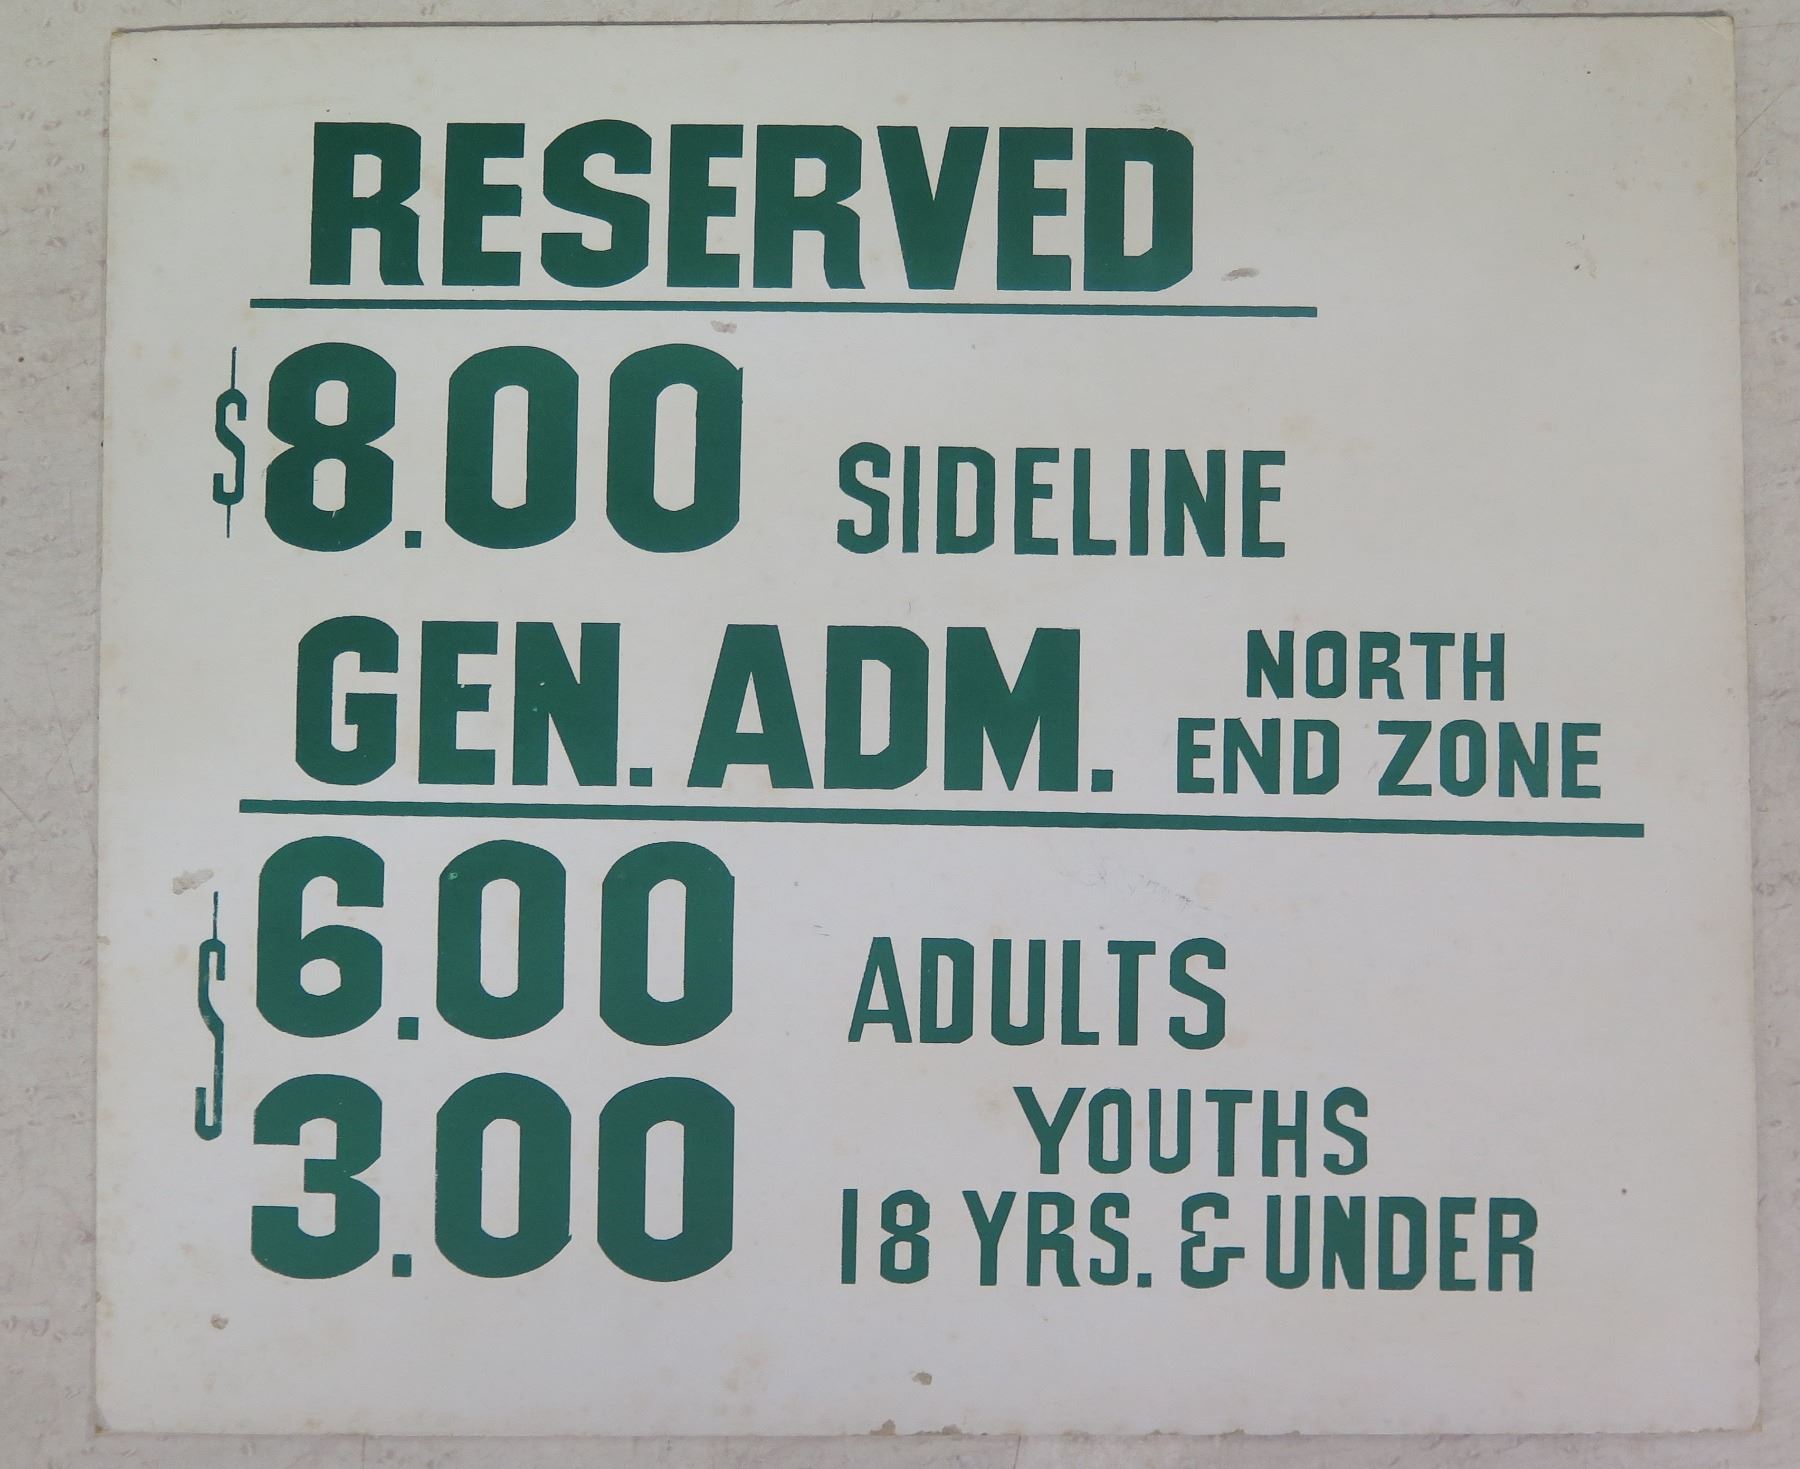 RESERVED
$8.00 SIDELINE
GEN. ADM. NORTH
END ZONE
$6.00 ADULTS
3.00 YOUTHS
18 YRS. & UNDER